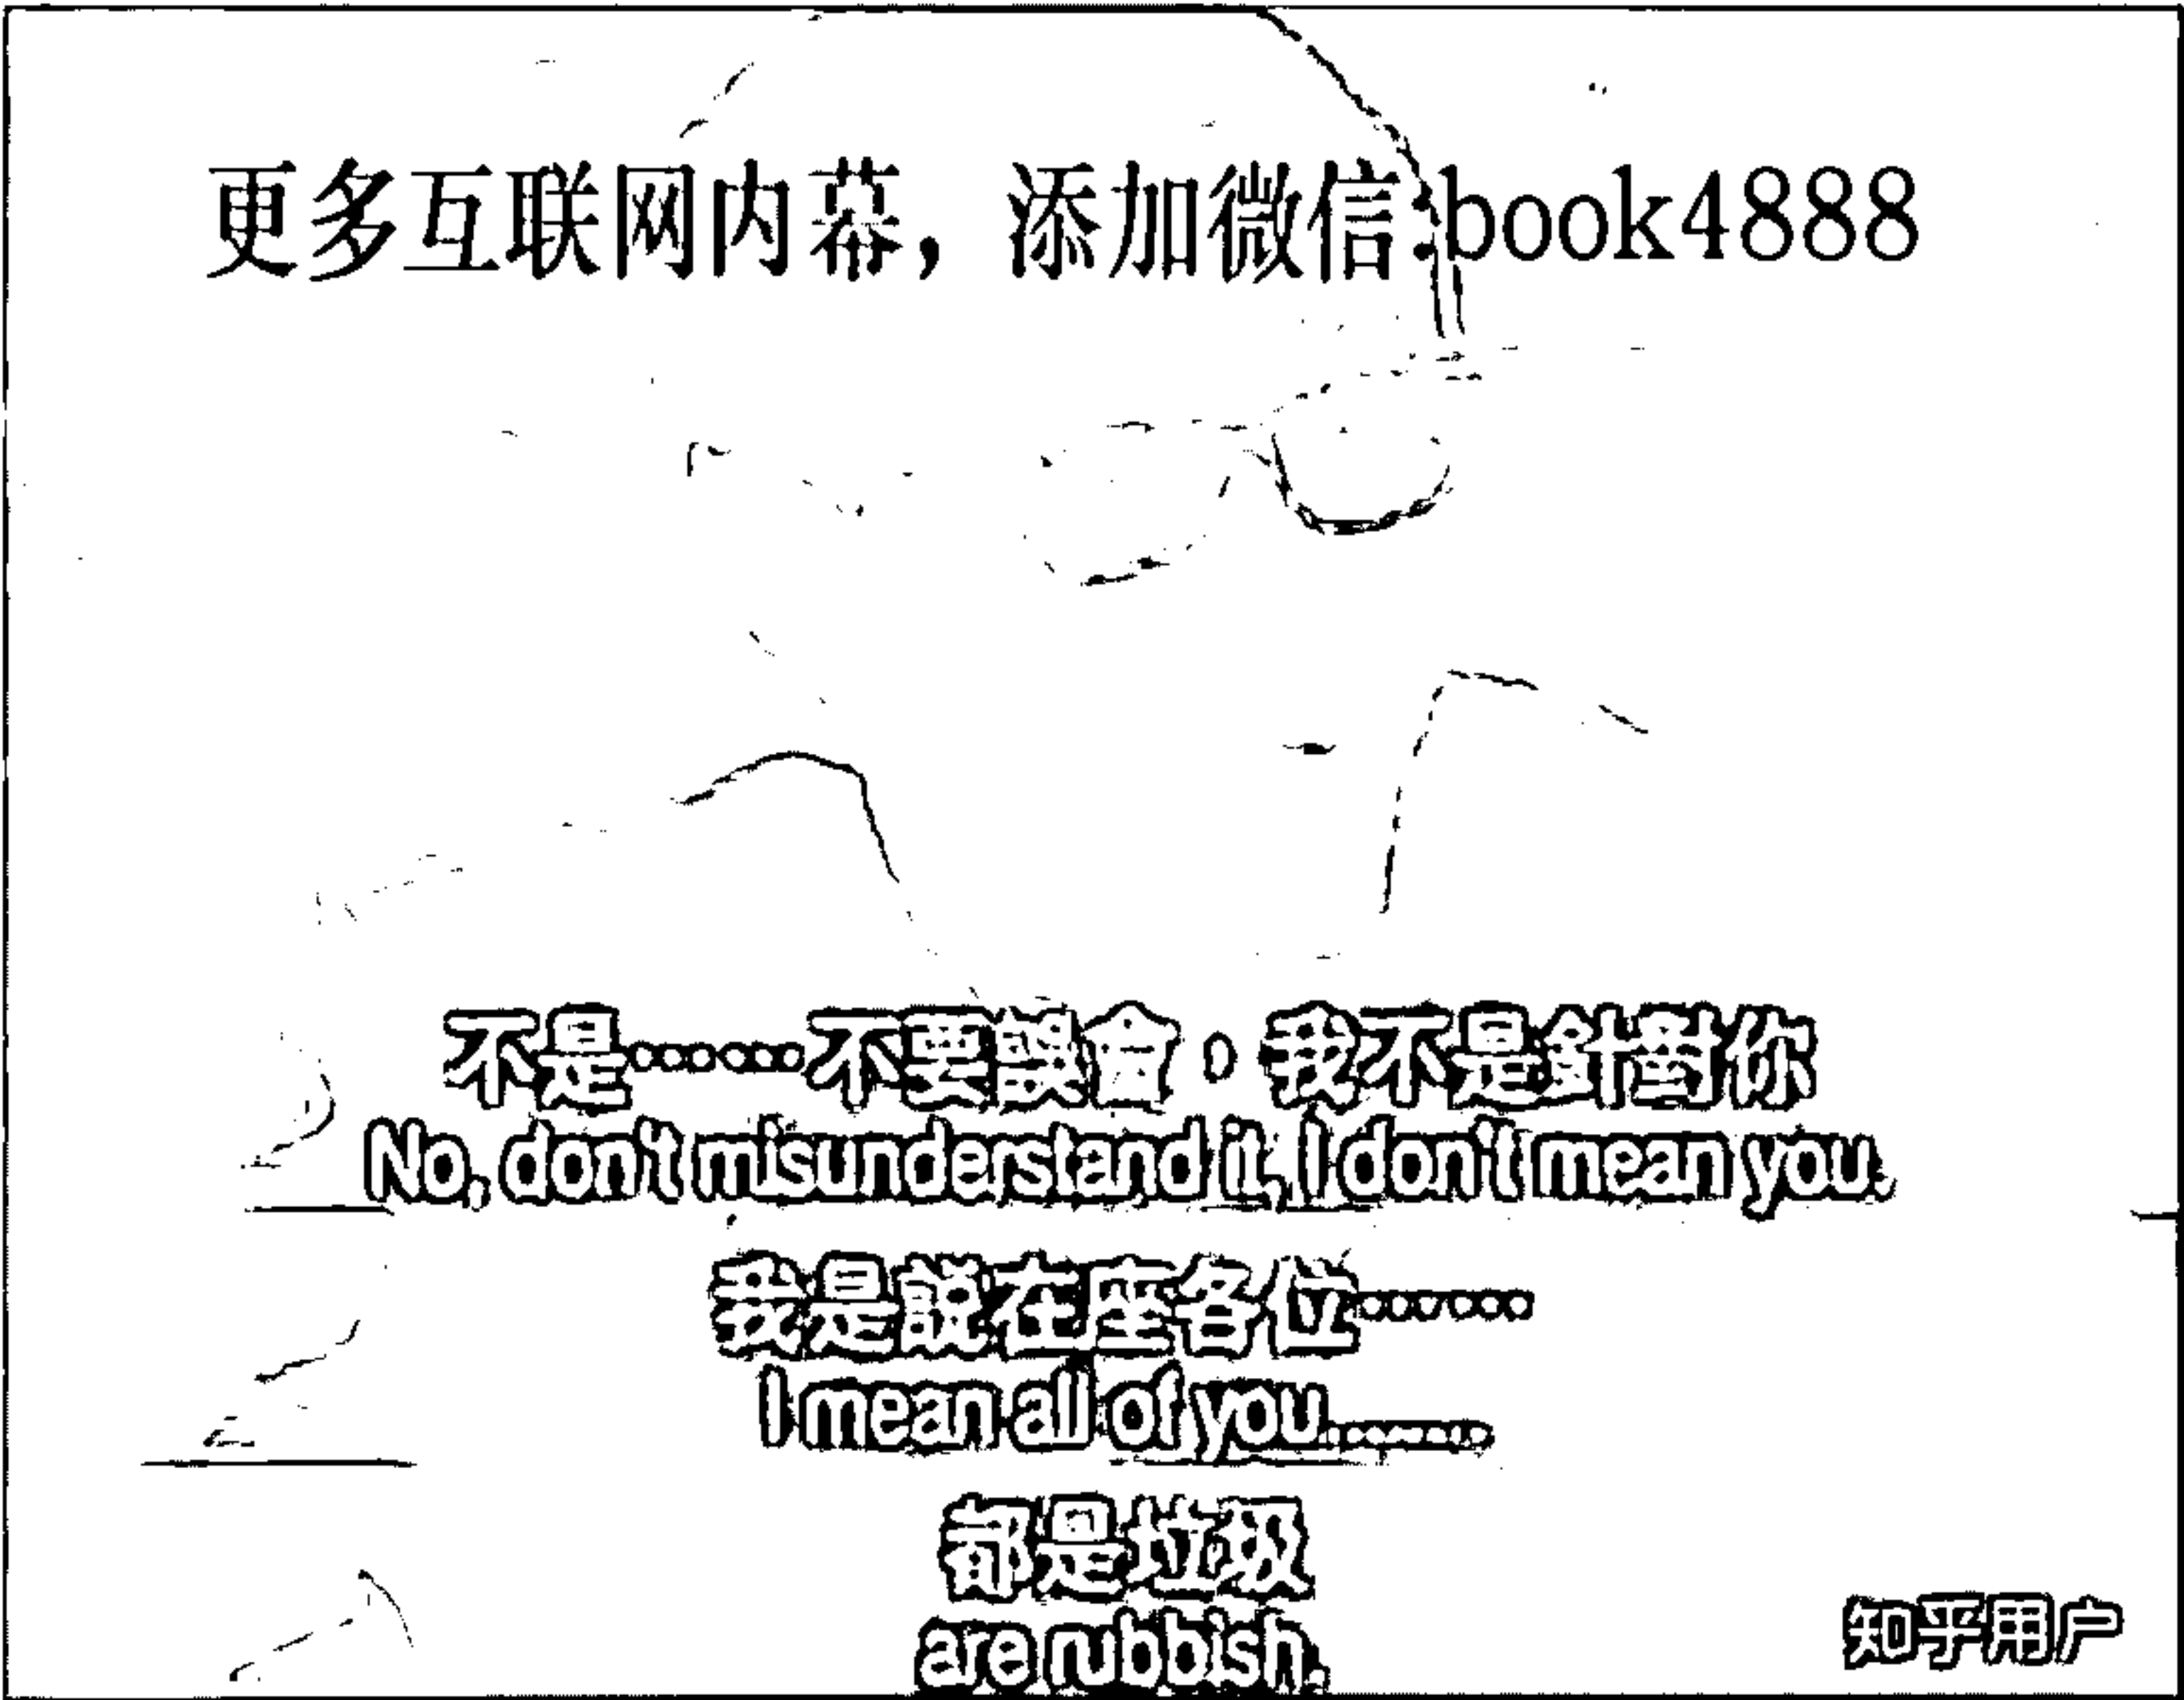 更多互联网内幕，添加微信:book4888
不是……不要誤會，我不是針對你
No, don't misunderstand it, I don't mean you.
我是說在座各位……
I mean all of you.......
都是垃圾
are rubbish.
知乎用户